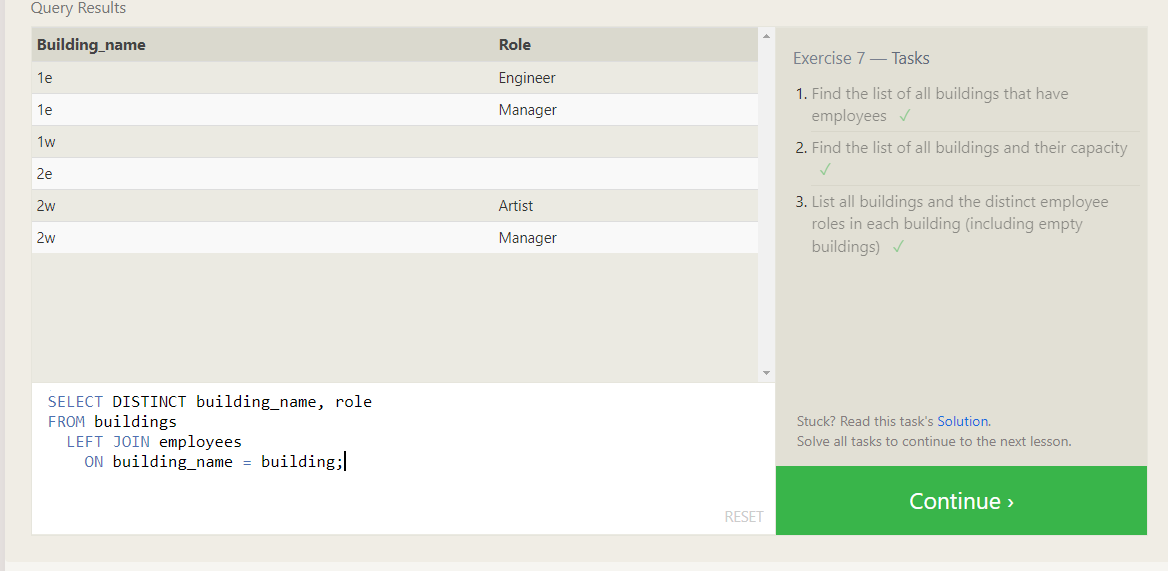 Query Results
Building_name Role
1e Engineer
1e Manager
1w
2e
2w Artist
2w Manager
SELECT DISTINCT building_name, role
FROM buildings
LEFT JOIN employees
ON building_name = building;
RESET
Exercise 7 — Tasks
1. Find the list of all buildings that have
employees ✓
2. Find the list of all buildings and their capacity
✓
3. List all buildings and the distinct employee
roles in each building (including empty
buildings) ✓
Stuck? Read this task's Solution.
Solve all tasks to continue to the next lesson.
Continue ›